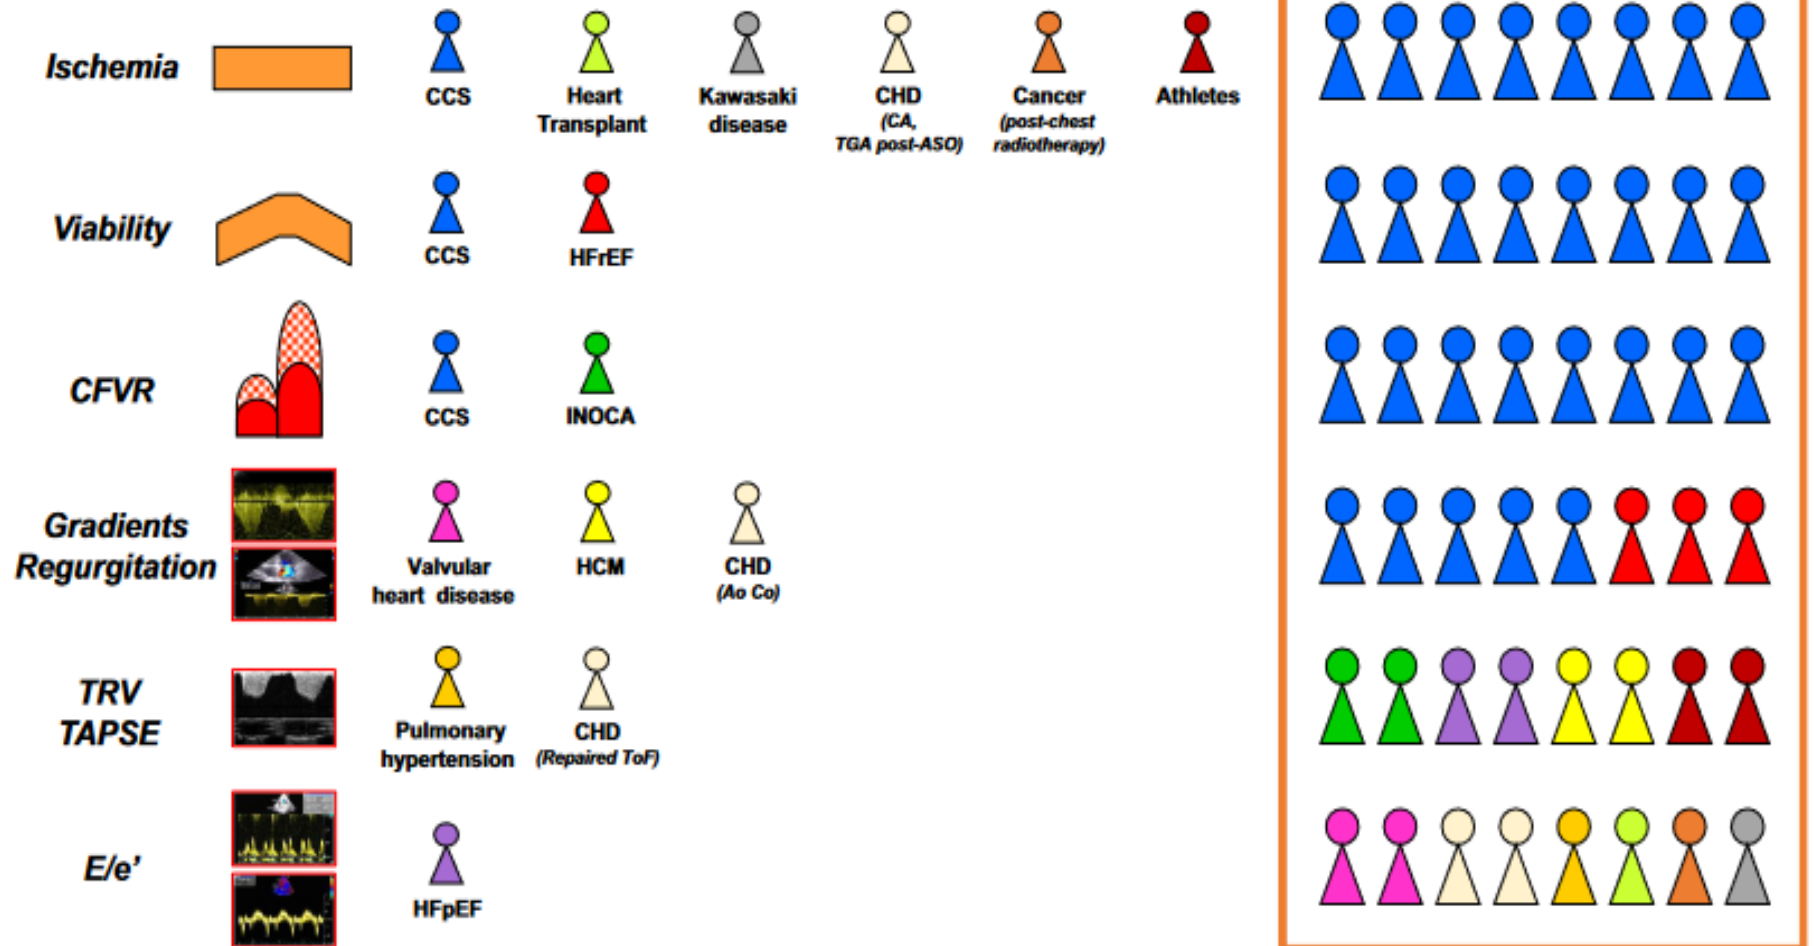 Ischemia
CCS
Heart
Transplant
Kawasaki
disease
CHD
(CA,
TGA post-ASO)
Cancer
(post-chest
radiotherapy)
Athletes
Viability
CCS
HFrEF
CFVR
CCS
INOCA
Gradients
Regurgitation
Valvular
heart disease
HCM
CHD
(Ao Co)
TRV
TAPSE
Pulmonary
hypertension
CHD
(Repaired ToF)
E/e’
HFpEF